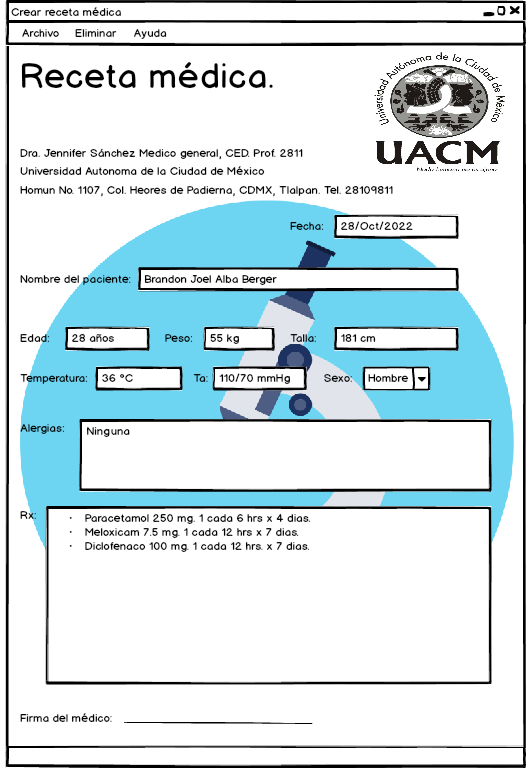 Crear receta médica
Archivo Eliminar Ayuda
Receta médica.
Universidad Autónoma de la Ciudad de México
UACM
Dra. Jennifer Sánchez Medico general, CED. Prof. 2811
Universidad Autonoma de la Ciudad de México
Homun No. 1107, Col. Heores de Padierna, CDMX, Tlalpan. Tel. 28109811
Fecha: 28/Oct/2022
Nombre del paciente: Brandon Joel Alba Berger
Edad: 28 años Peso: 55 kg Talla: 181 cm
Temperatura: 36 °C Ta: 110/70 mmHg Sexo: Hombre
Alergias: Ninguna
Rx:
· Paracetamol 250 mg. 1 cada 6 hrs x 4 dias.
· Meloxicam 7.5 mg. 1 cada 12 hrs x 7 dias.
· Diclofenaco 100 mg. 1 cada 12 hrs. x 7 dias.
Firma del médico: